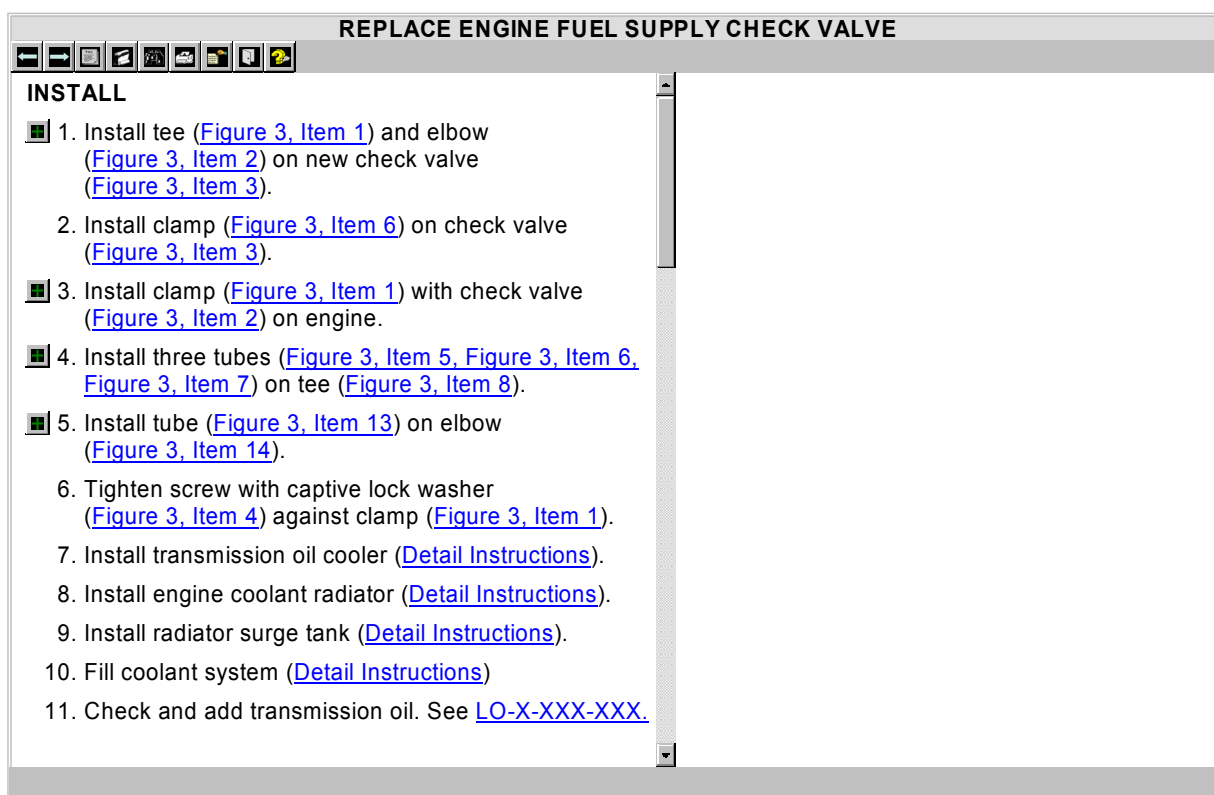 REPLACE ENGINE FUEL SUPPLY CHECK VALVE
INSTALL
1. Install tee (Figure 3, Item 1) and elbow
(Figure 3, Item 2) on new check valve
(Figure 3, Item 3).
2. Install clamp (Figure 3, Item 6) on check valve
(Figure 3, Item 3).
3. Install clamp (Figure 3, Item 1) with check valve
(Figure 3, Item 2) on engine.
4. Install three tubes (Figure 3, Item 5, Figure 3, Item 6,
Figure 3, Item 7) on tee (Figure 3, Item 8).
5. Install tube (Figure 3, Item 13) on elbow
(Figure 3, Item 14).
6. Tighten screw with captive lock washer
(Figure 3, Item 4) against clamp (Figure 3, Item 1).
7. Install transmission oil cooler (Detail Instructions).
8. Install engine coolant radiator (Detail Instructions).
9. Install radiator surge tank (Detail Instructions).
10. Fill coolant system (Detail Instructions)
11. Check and add transmission oil. See LO-X-XXX-XXX.